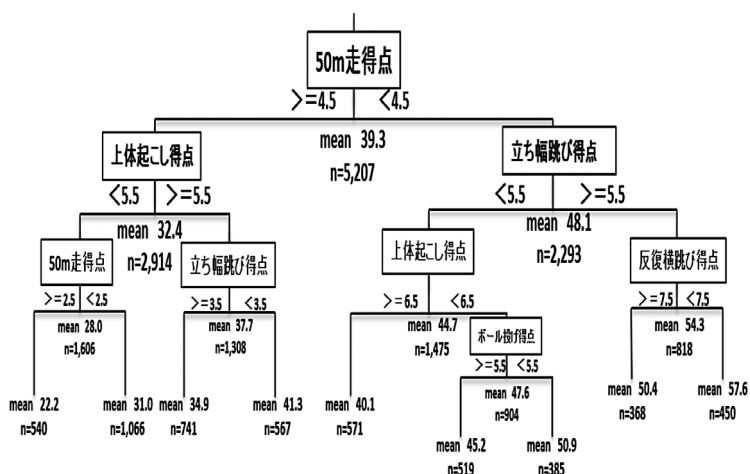 50m走得点
>=4.5 <4.5
mean 39.3
n=5,207
上体起こし得点
<5.5 >=5.5
mean 32.4
n=2,914
立ち幅跳び得点
<5.5 >=5.5
mean 48.1
n=2,293
50m走得点
>=2.5 <2.5
mean 28.0
n=1,606
立ち幅跳び得点
>=3.5 <3.5
mean 37.7
n=1,308
上体起こし得点
>=6.5 <6.5
mean 44.7
n=1,475
反復横跳び得点
>=7.5 <7.5
mean 54.3
n=818
ボール投げ得点
>=5.5 <5.5
mean 47.6
n=904
mean 22.2
n=540
mean 31.0
n=1,066
mean 34.9
n=741
mean 41.3
n=567
mean 40.1
n=571
mean 50.4
n=368
mean 57.6
n=450
mean 45.2
n=519
mean 50.9
n=385